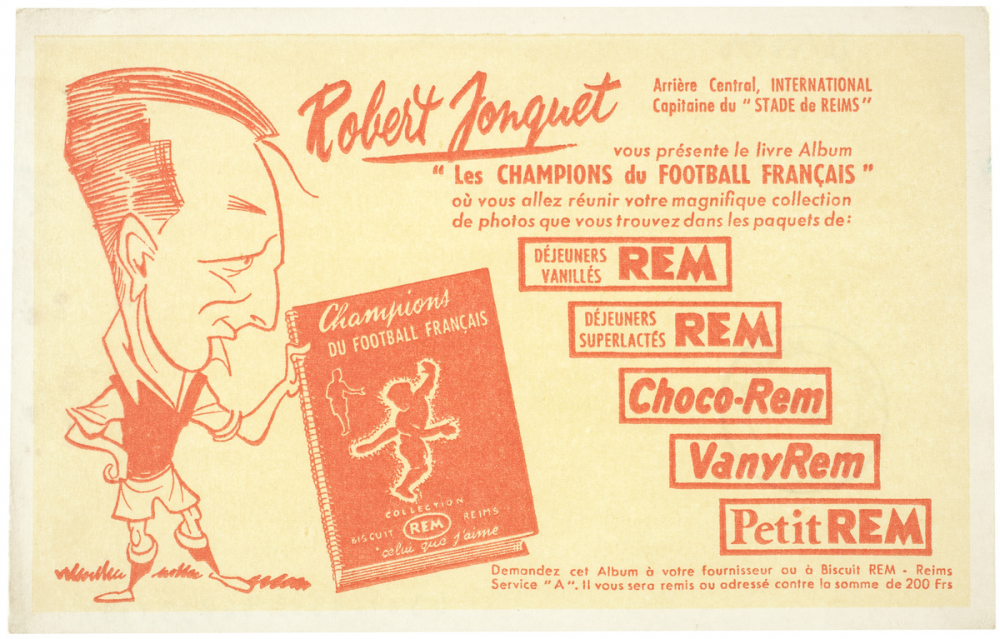 Robert Jonquet
Arrière Central, INTERNATIONAL
Capitaine du "STADE de REIMS"
vous présente le livre Album
" Les CHAMPIONS du FOOTBALL FRANÇAIS "
où vous allez réunir votre magnifique collection
de photos que vous trouvez dans les paquets de:
DÉJEUNERS
VANILLÉS REM
DÉJEUNERS
SUPERLACTÉS REM
Choco-Rem
VanyRem
Petit REM
Champions
DU FOOTBALL FRANÇAIS
COLLECTION
BISCUIT REM REIMS
"celui que j'aime
Demandez cet Album à votre fournisseur ou à Biscuit REM - Reims
Service "A". Il vous sera remis ou adressé contre la somme de 200 Frs